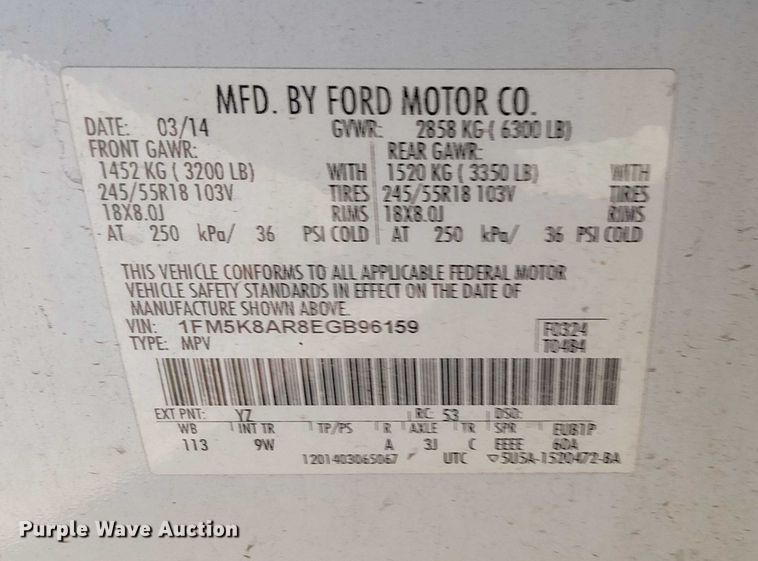 MFD. BY FORD MOTOR CO.
DATE: 03/14 GVWR: 2858 KG ( 6300 LB)
FRONT GAWR: REAR GAWR:
1452 KG ( 3200 LB) WITH 1520 KG ( 3350 LB) WITH
245/55R18 103V TIRES 245/55R18 103V TIRES
18X8.0J RIMS 18X8.0J RIMS
AT 250 kPa/ 36 PSI COLD AT 250 kPa/ 36 PSI COLD
THIS VEHICLE CONFORMS TO ALL APPLICABLE FEDERAL MOTOR
VEHICLE SAFETY STANDARDS IN EFFECT ON THE DATE OF
MANUFACTURE SHOWN ABOVE.
VIN: 1FM5K8AR8EGB96159 F0324
TYPE: MPV T0484
EXT PNT: YZ RC: 53 DSO:
WB INT TR TP/PS R AXLE TR SPR EUB1P
113 9W A 3J C EEEE 60A
1201403065067 UTC ▽5U5A-1520472-BA
Purple Wave Auction